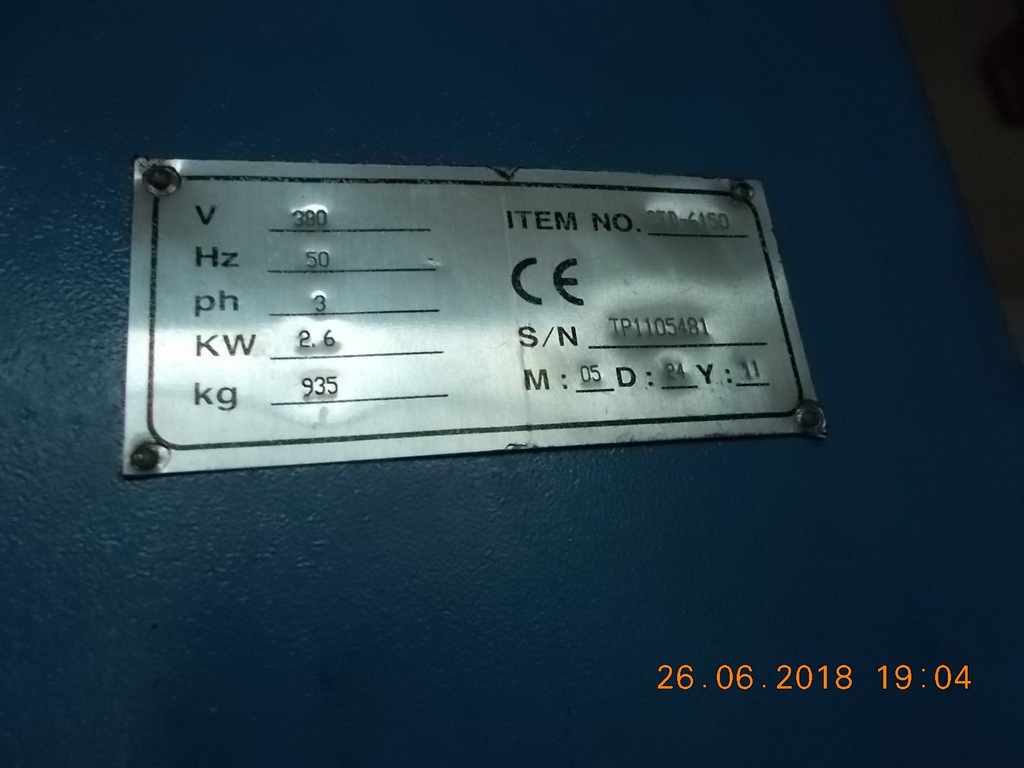 V 380
Hz 50
ph 3
KW 2.6
kg 935
ITEM NO.
CE
S/N TP1105481
M: 05 D: 24 Y: 11
26.06.2018 19:04